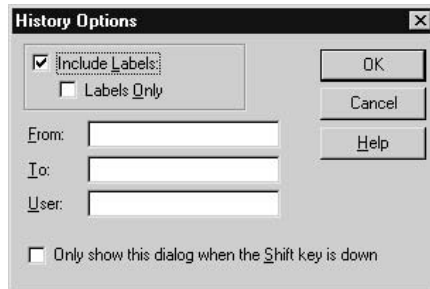 History Options
Include Labels:
Labels Only
OK
Cancel
Help
From:
To:
User:
Only show this dialog when the Shift key is down